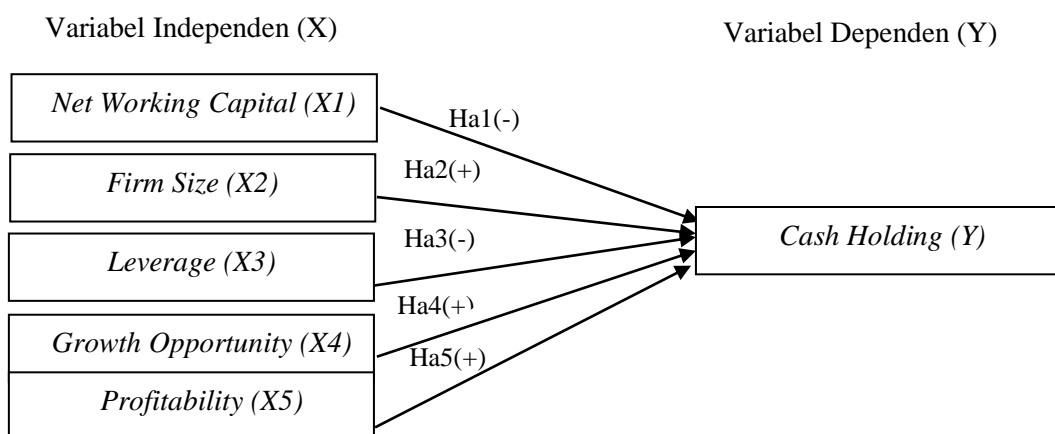 Variabel Independen (X)
Variabel Dependen (Y)
Net Working Capital (X1)
Ha1(-)
Firm Size (X2)
Ha2(+)
Cash Holding (Y)
Leverage (X3)
Ha3(-)
Growth Opportunity (X4)
Ha4(+)
Profitability (X5)
Ha5(+)